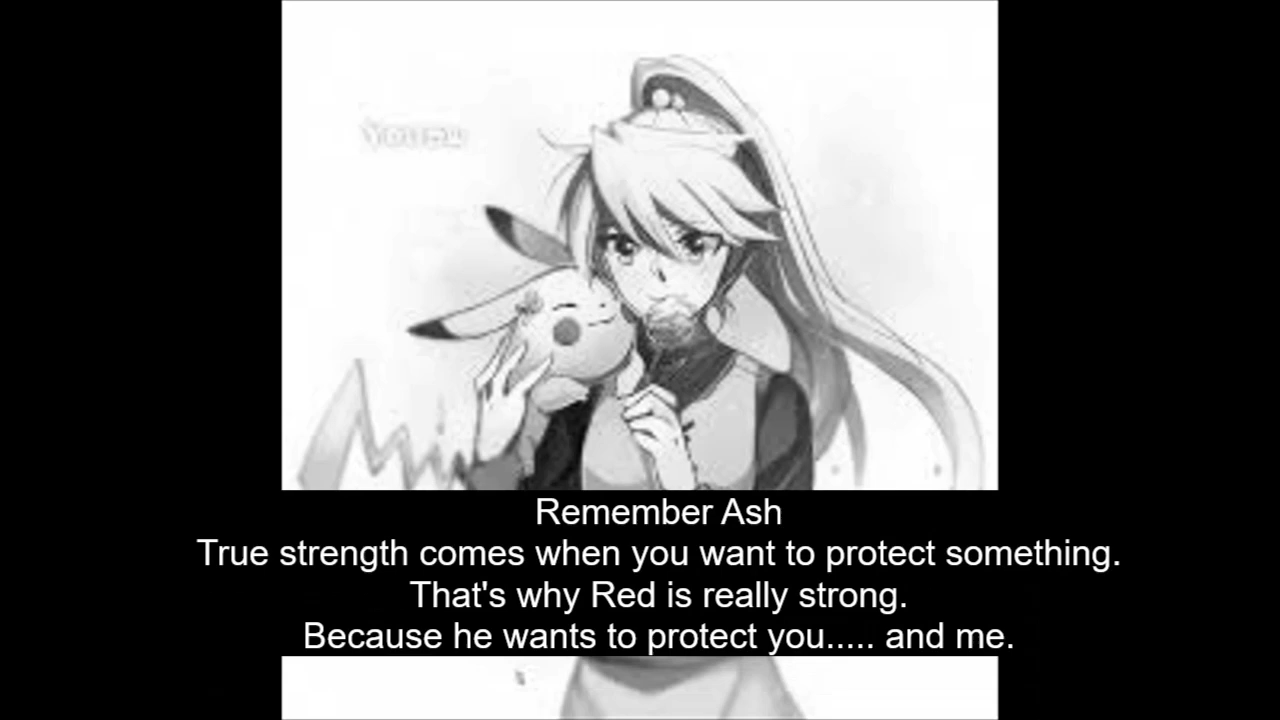 Yellow
Remember Ash
True strength comes when you want to protect something.
That's why Red is really strong.
Because he wants to protect you..... and me.